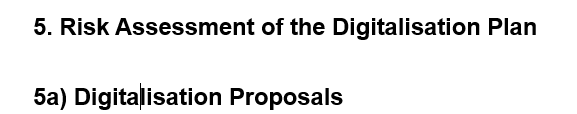 5. Risk Assessment of the Digitalisation Plan
5a) Digitalisation Proposals